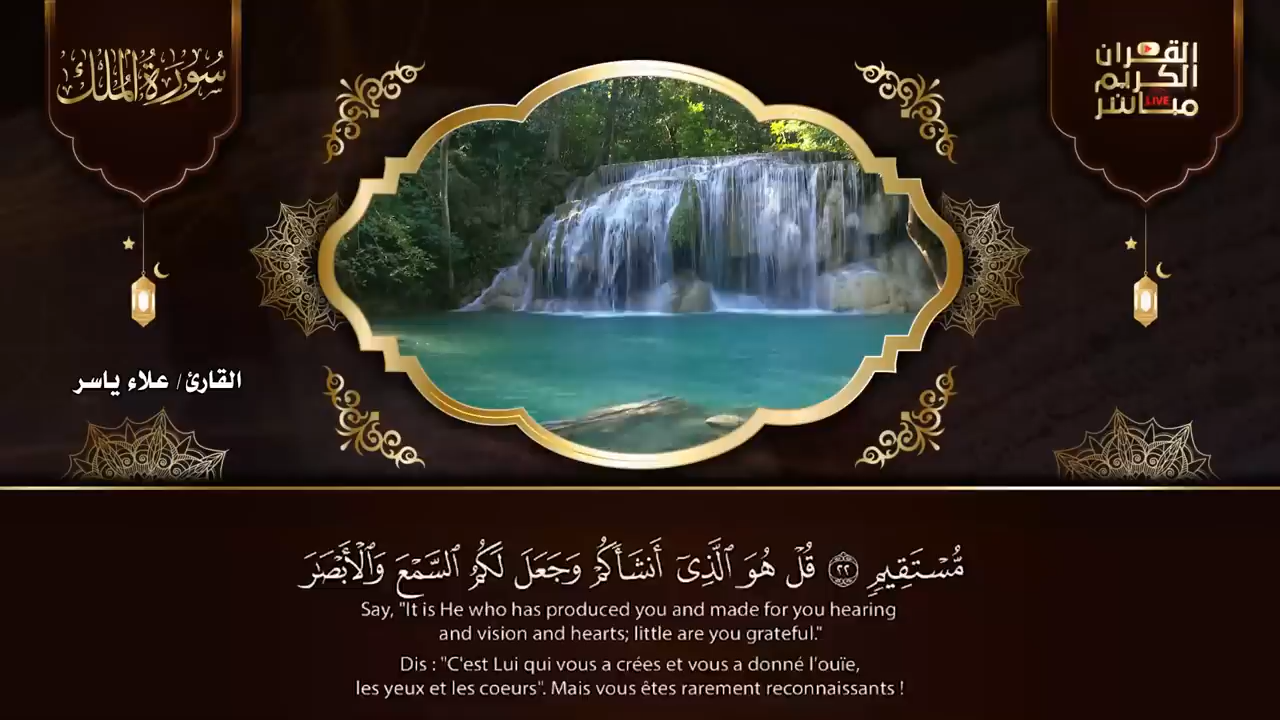 سُورَةُ المُلك
القرآن
الكريم
مباشر
LIVE
القارئ/ علاء ياسر
مُّسْتَقِيمٍ ۝٢٢ قُلْ هُوَ ٱلَّذِىٓ أَنشَأَكُمْ وَجَعَلَ لَكُمُ ٱلسَّمْعَ وَٱلْأَبْصَٰرَ
Say, "It is He who has produced you and made for you hearing
and vision and hearts; little are you grateful."
Dis : "C'est Lui qui vous a crées et vous a donné l'ouïe,
les yeux et les coeurs". Mais vous êtes rarement reconnaissants !